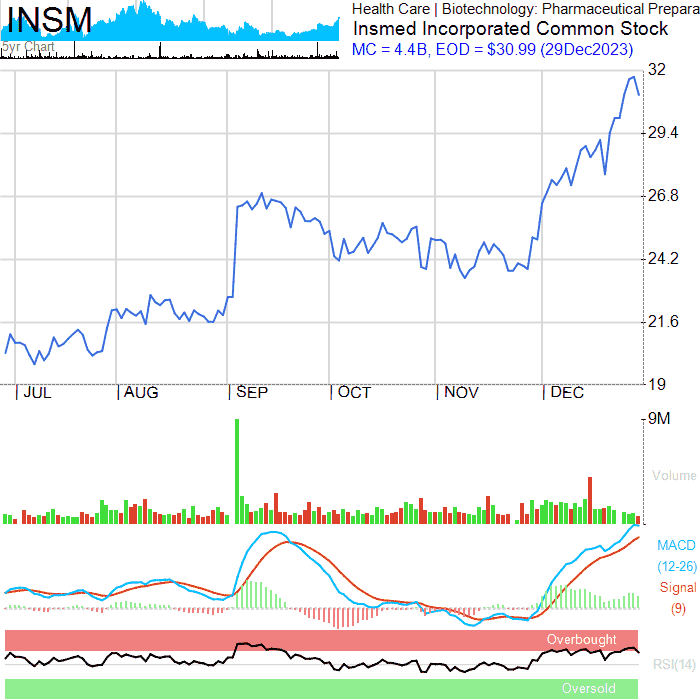 INSM
5yr Chart
Health Care | Biotechnology: Pharmaceutical Prepara
Insmed Incorporated Common Stock
MC = 4.4B, EOD = $30.99 (29Dec2023)
32
29.4
26.8
24.2
21.6
19
| JUL | AUG | SEP | OCT | NOV | DEC
9M
Volume
MACD
(12-26)
Signal
(9)
Overbought
RSI(14)
Oversold